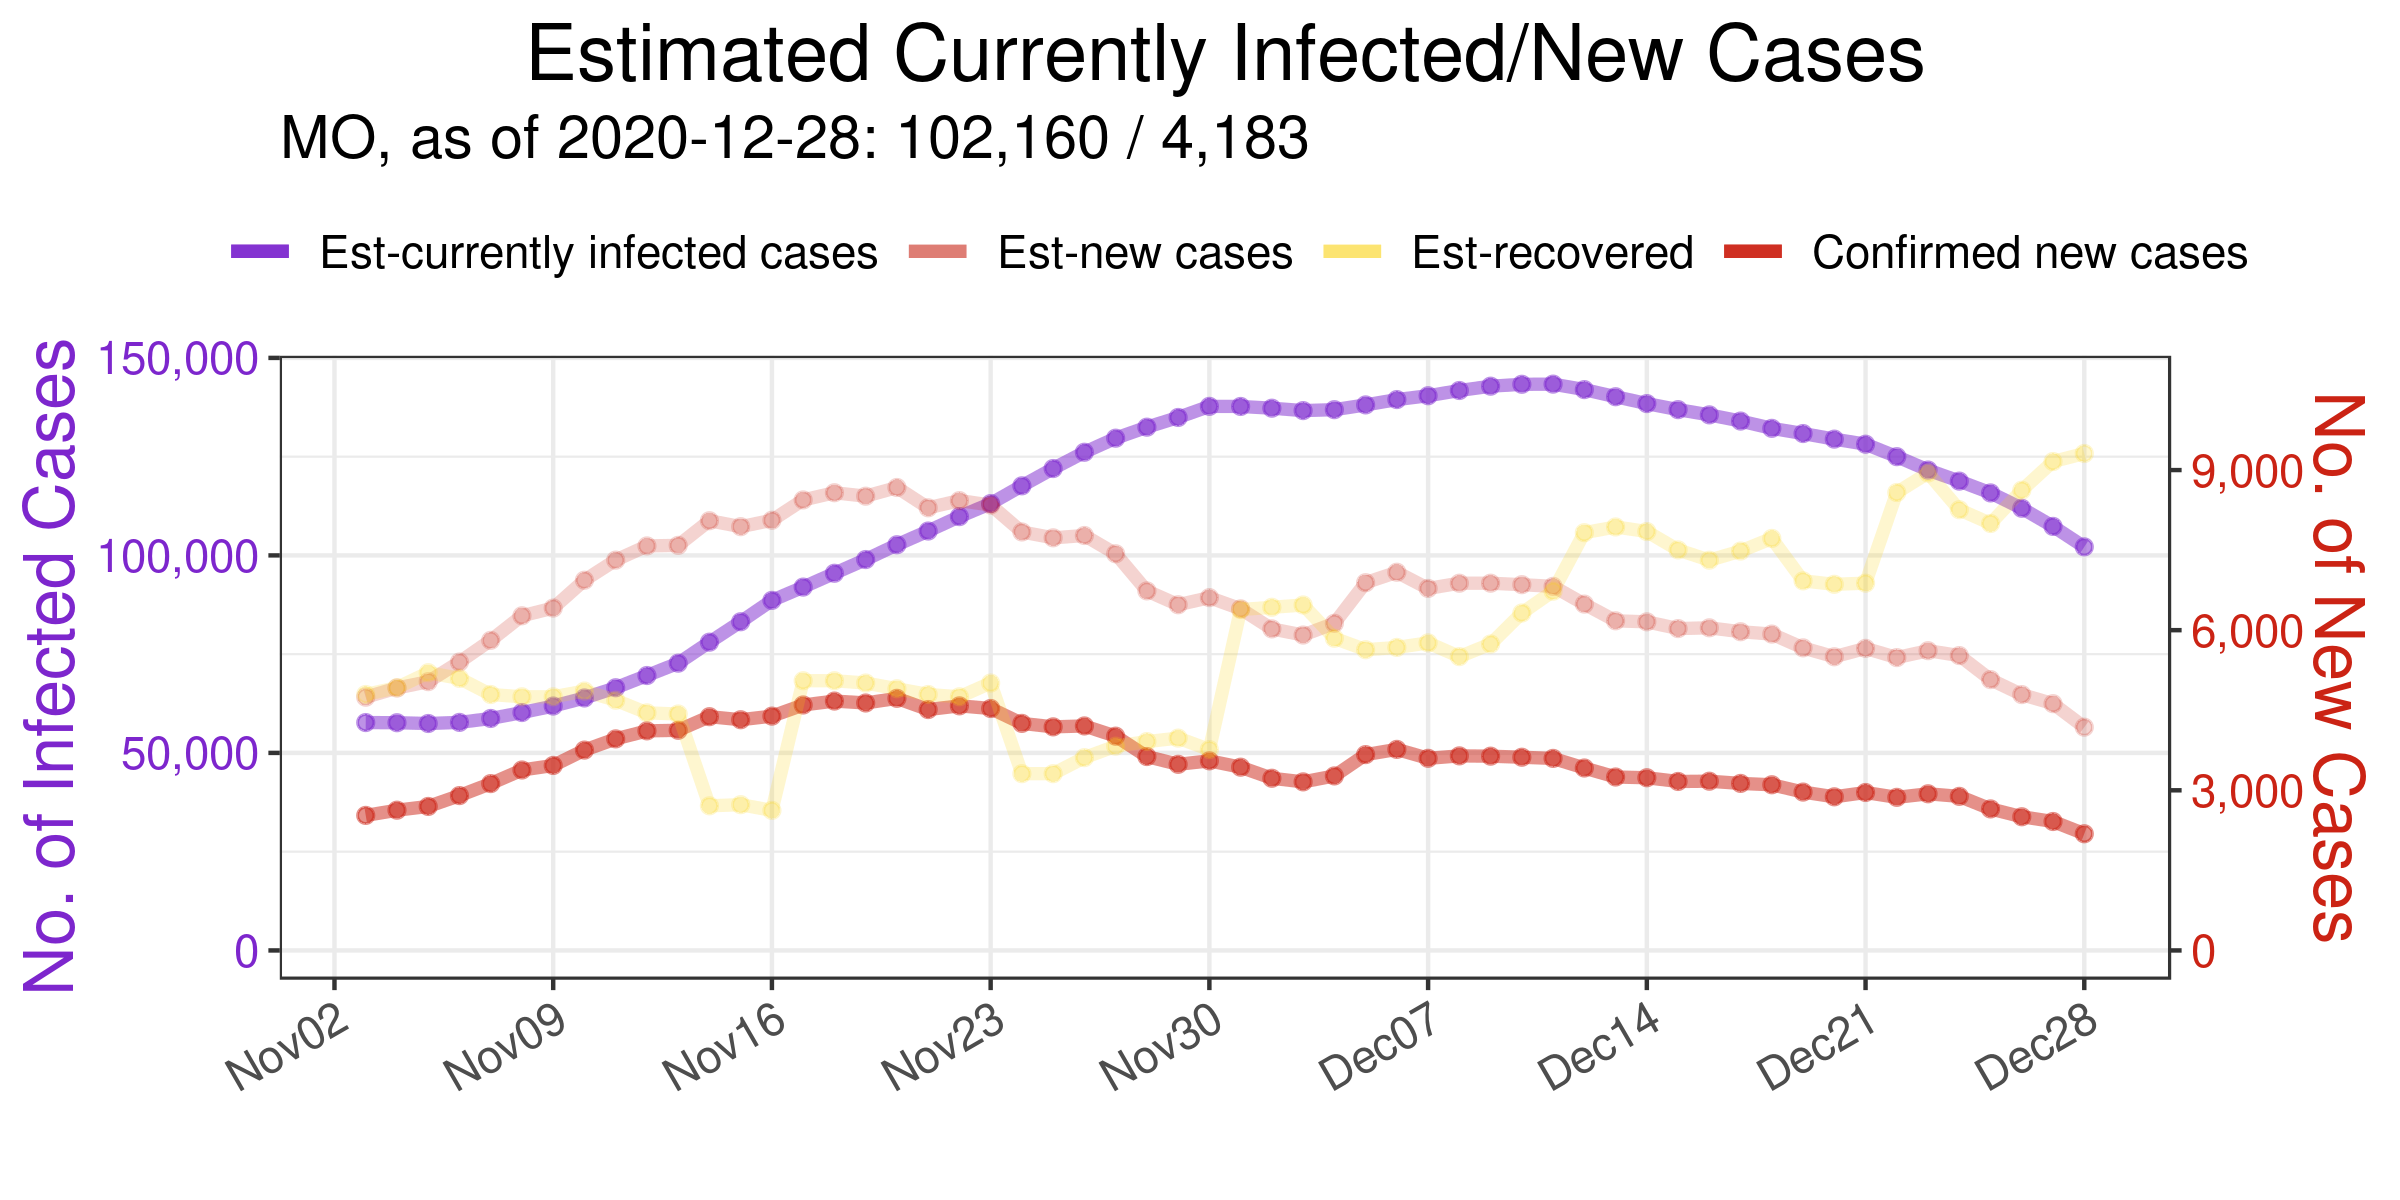 Estimated Currently Infected/New Cases
MO, as of 2020-12-28: 102,160 / 4,183
Est-currently infected cases Est-new cases Est-recovered Confirmed new cases
No. of Infected Cases
150,000
100,000
50,000
0
9,000
6,000
3,000
0
No. of New Cases
Nov02 Nov09 Nov16 Nov23 Nov30 Dec07 Dec14 Dec21 Dec28